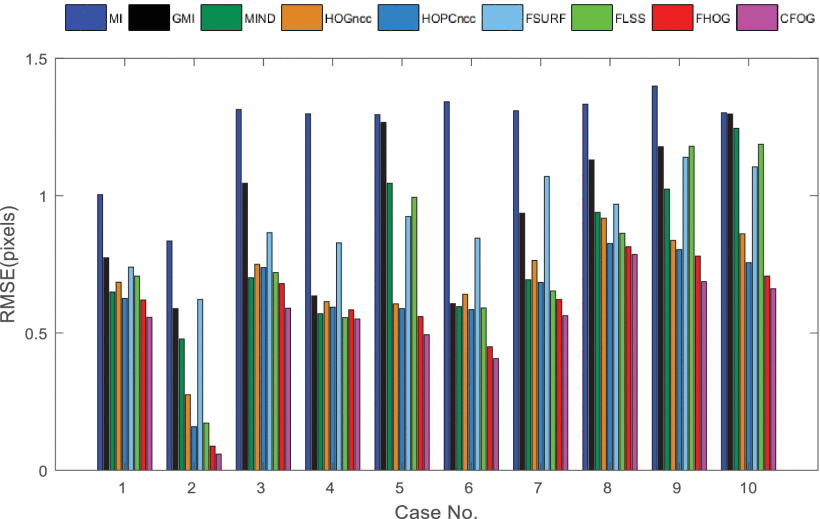 MI GMI MIND HOGncc HOPCncc FSURF FLSS FHOG CFOG
1.5
1
0.5
0
RMSE(pixels)
1 2 3 4 5 6 7 8 9 10
Case No.